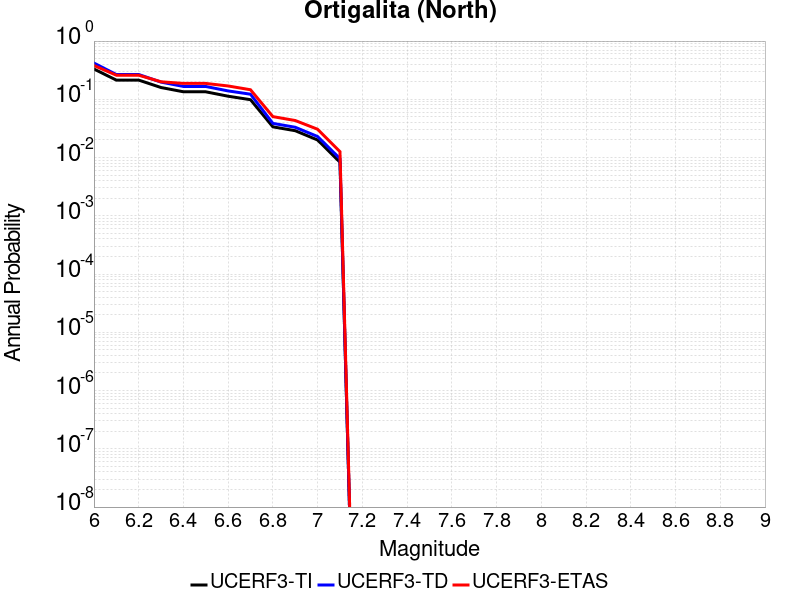 Ortigalita (North)
10^0
10^-1
10^-2
10^-3
10^-4
10^-5
10^-6
10^-7
10^-8
Annual Probability
6 6.2 6.4 6.6 6.8 7 7.2 7.4 7.6 7.8 8 8.2 8.4 8.6 8.8 9
Magnitude
UCERF3-TI UCERF3-TD UCERF3-ETAS